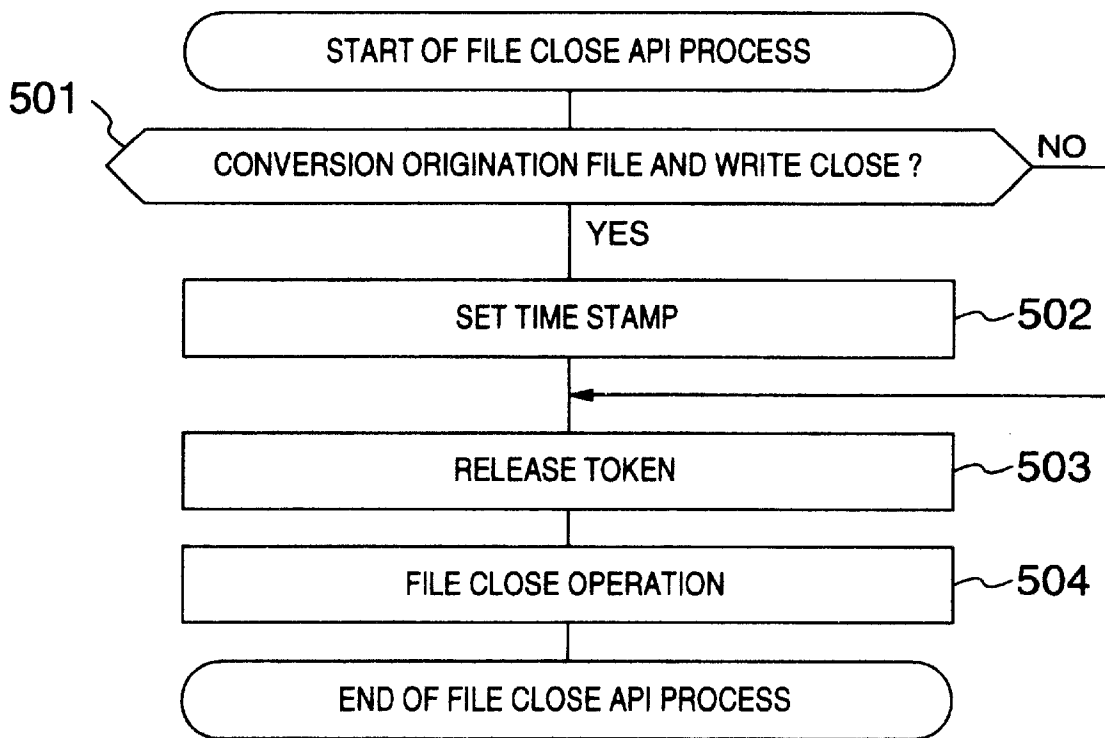 START OF FILE CLOSE API PROCESS
501
CONVERSION ORIGINATION FILE AND WRITE CLOSE ?
NO
YES
SET TIME STAMP
502
RELEASE TOKEN
503
FILE CLOSE OPERATION
504
END OF FILE CLOSE API PROCESS